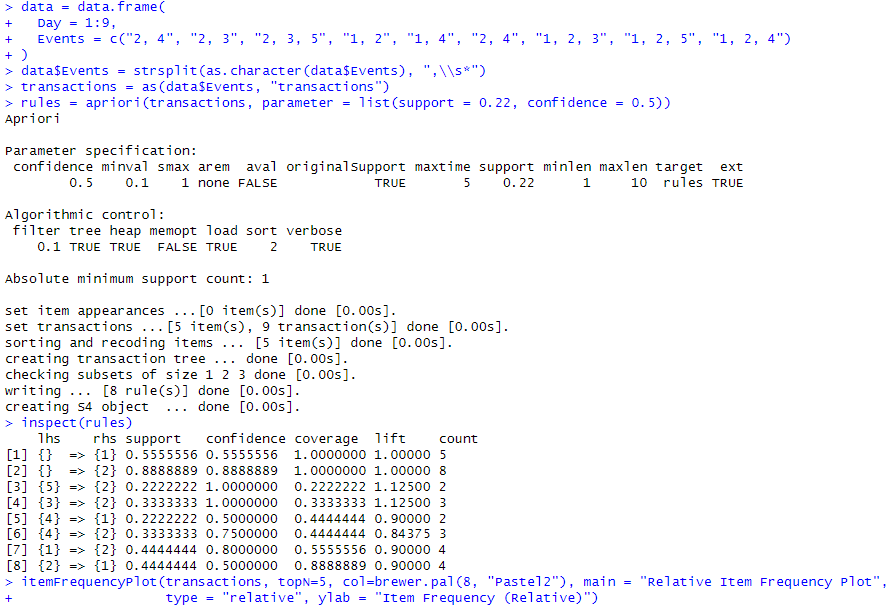 > data = data.frame(
+   Day = 1:9,
+   Events = c("2, 4", "2, 3", "2, 3, 5", "1, 2", "1, 4", "2, 4", "1, 2, 3", "1, 2, 5", "1, 2, 4")
+ )
> data$Events = strsplit(as.character(data$Events), ",\\s*")
> transactions = as(data$Events, "transactions")
> rules = apriori(transactions, parameter = list(support = 0.22, confidence = 0.5))
Apriori

Parameter specification:
 confidence minval smax arem  aval originalSupport maxtime support minlen maxlen target  ext
        0.5    0.1    1 none FALSE            TRUE       5    0.22      1     10  rules TRUE

Algorithmic control:
 filter tree heap memopt load sort verbose
    0.1 TRUE TRUE  FALSE TRUE    2    TRUE

Absolute minimum support count: 1

set item appearances ...[0 item(s)] done [0.00s].
set transactions ...[5 item(s), 9 transaction(s)] done [0.00s].
sorting and recoding items ... [5 item(s)] done [0.00s].
creating transaction tree ... done [0.00s].
checking subsets of size 1 2 3 done [0.00s].
writing ... [8 rule(s)] done [0.00s].
creating S4 object  ... done [0.00s].
> inspect(rules)
    lhs    rhs support   confidence coverage  lift    count
[1] {}  => {1} 0.5555556 0.5555556  1.0000000 1.00000 5
[2] {}  => {2} 0.8888889 0.8888889  1.0000000 1.00000 8
[3] {5} => {2} 0.2222222 1.0000000  0.2222222 1.12500 2
[4] {3} => {2} 0.3333333 1.0000000  0.3333333 1.12500 3
[5] {4} => {1} 0.2222222 0.5000000  0.4444444 0.90000 2
[6] {4} => {2} 0.3333333 0.7500000  0.4444444 0.84375 3
[7] {1} => {2} 0.4444444 0.8000000  0.5555556 0.90000 4
[8] {2} => {1} 0.4444444 0.5000000  0.8888889 0.90000 4
> itemFrequencyPlot(transactions, topN=5, col=brewer.pal(8, "Pastel2"), main = "Relative Item Frequency Plot",
+                   type = "relative", ylab = "Item Frequency (Relative)")